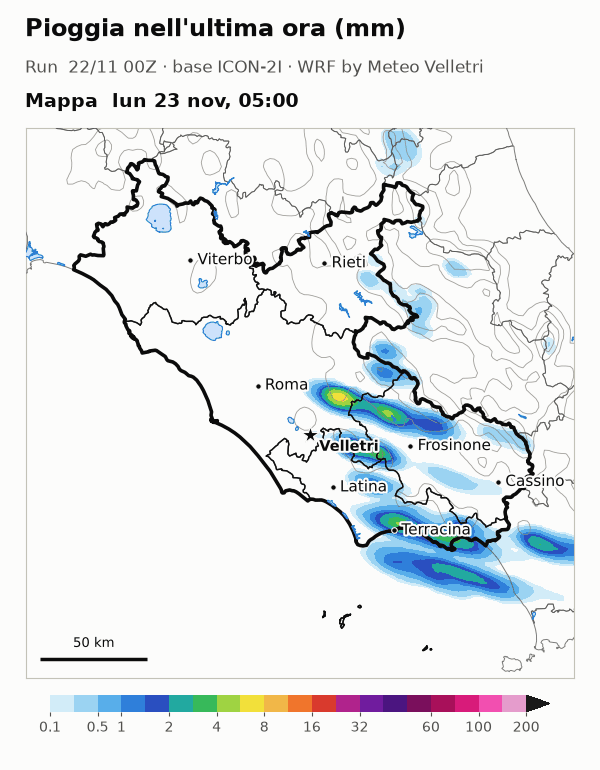 Pioggia nell'ultima ora (mm)
Run  22/11 00Z · base ICON-2I · WRF by Meteo Velletri
Mappa  lun 23 nov, 05:00
Viterbo
Rieti
Roma
Velletri
Frosinone
Latina
Cassino
Terracina
50 km
0.1 0.5 1 2 4 8 16 32 60 100 200